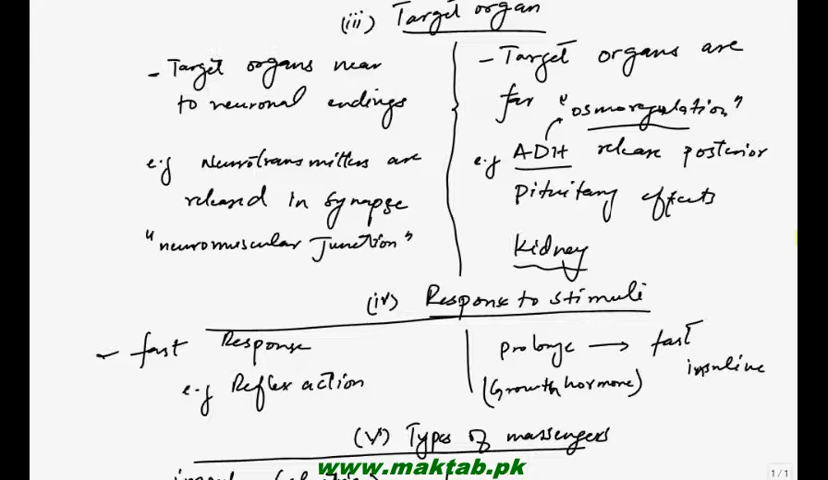 (iii) Target organ
- Target organs near
to neuronal endings
e.g Neurotransmitters are
released in synapse
"neuromuscular Junction"
- Target organs are
far "osmoregulation"
e.g ADH release posterior
pituitary effects
Kidney
(iv) Response to stimuli
- fast Response
e.g Reflex action
prolonge → fast
insuline
(Growth hormone)
(v) Types of massengers
www.maktab.pk
1/1